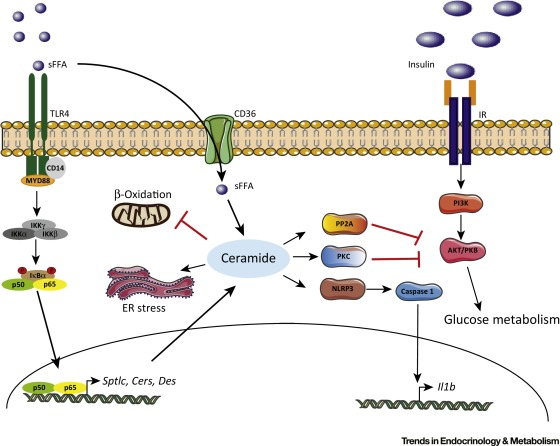 sFFA
Insulin
TLR4
CD36
IR
CD14
MYD88
sFFA
β-Oxidation
PI3K
IKKγ
IKKα
IKKβ
PP2A
AKT/PKB
Ceramide
PKC
P
IκBα
P
p50
p65
NLRP3
Caspase 1
ER stress
Glucose metabolism
p50
p65
Sptlc, Cers, Des
Il1b
Trends in Endocrinology & Metabolism